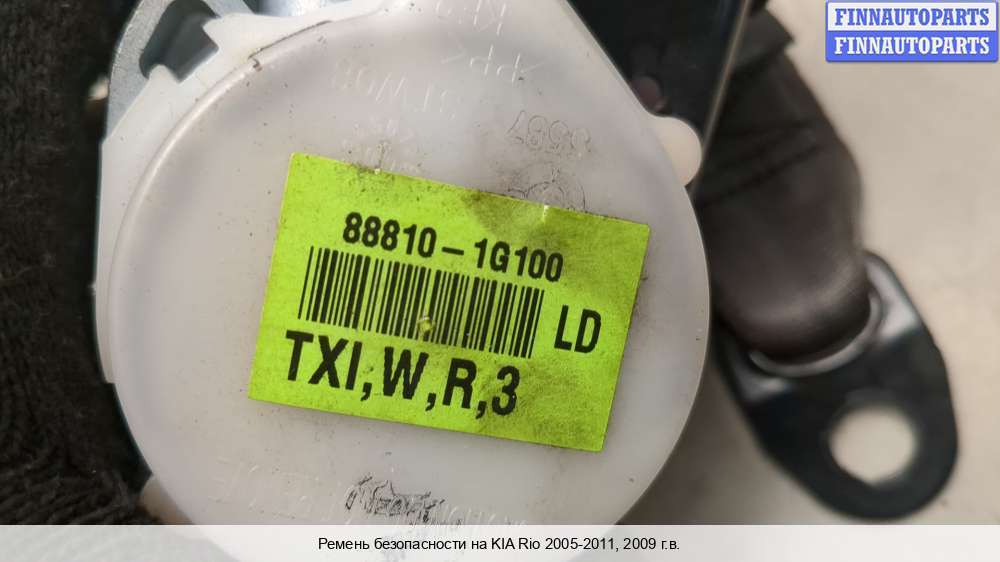 FINNAUTOPARTS
FINNAUTOPARTS
88810-1G100
LD
TXI,W,R,3
Ремень безопасности на KIA Rio 2005-2011, 2009 г.в.